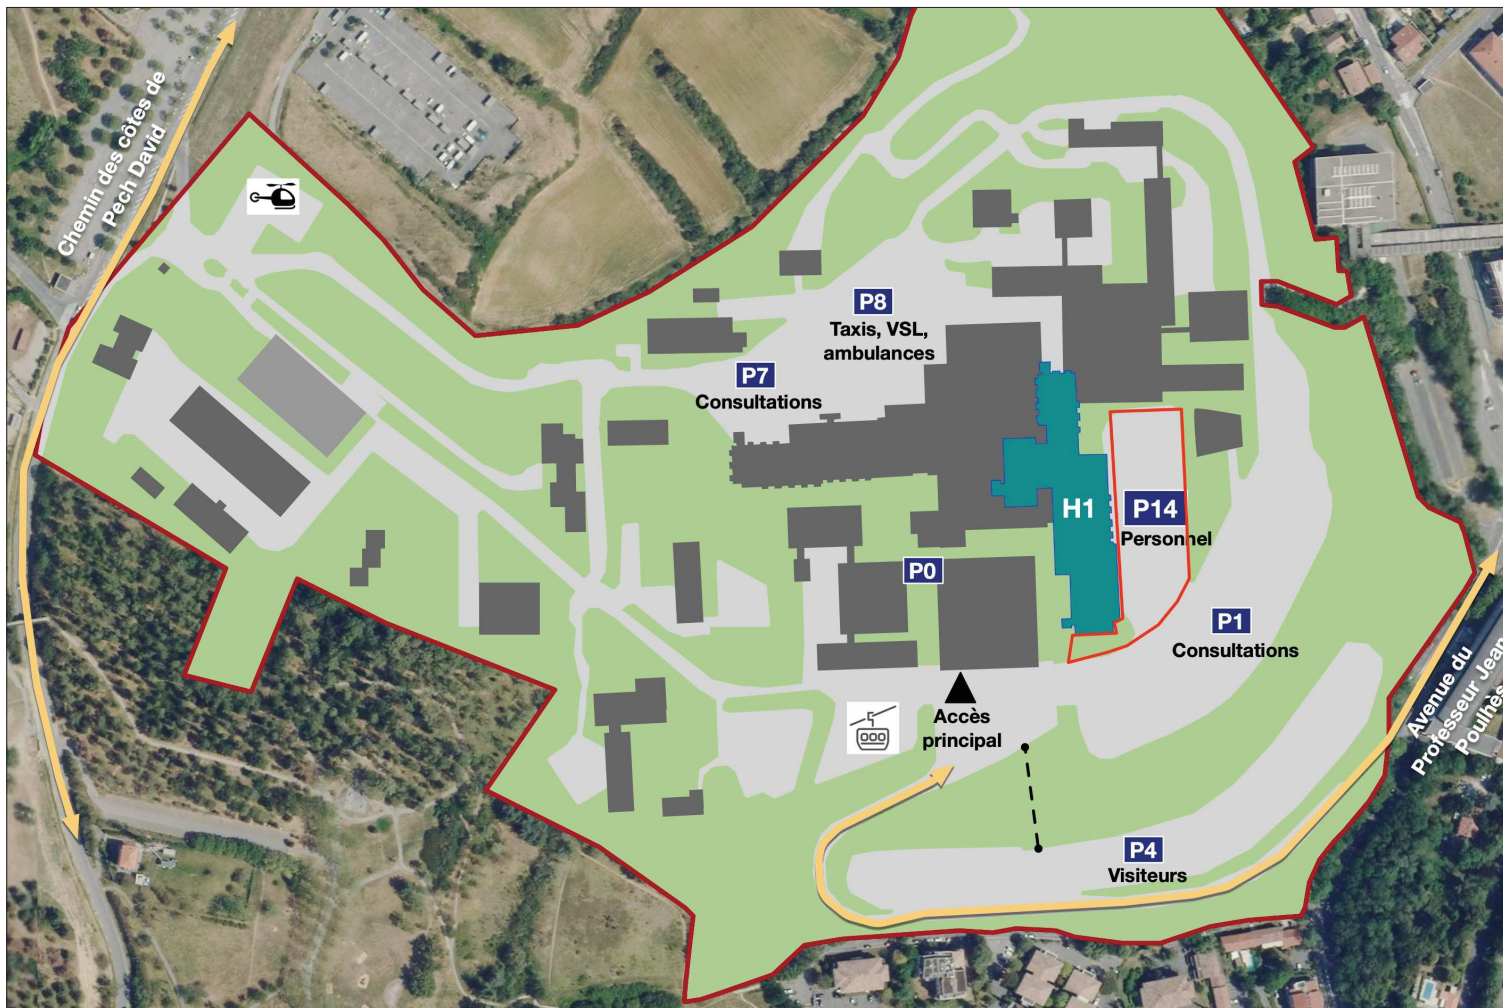 Chemin des côtes de
Pech David
P8
Taxis, VSL,
ambulances
P7
Consultations
H1
P14
Personnel
P0
P1
Consultations
Accès
principal
Avenue du
Professeur Jean
Poulhès
P4
Visiteurs